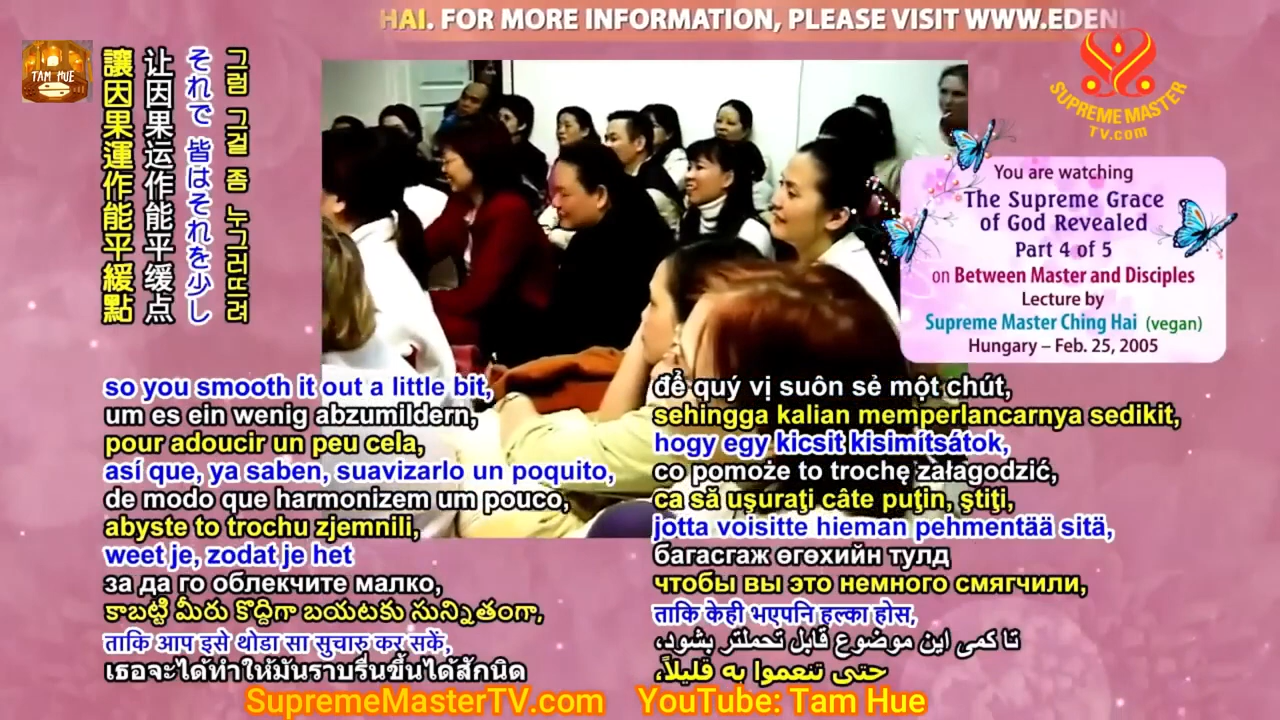 HAI. FOR MORE INFORMATION, PLEASE VISIT WWW.EDEN
TAM HUE
讓因果運作能平緩點
让因果运作能平缓点
それで 皆はそれを少し
그럼 그걸 좀 누그러뜨려
SUPREME MASTER
TV.com
You are watching
The Supreme Grace
of God Revealed
Part 4 of 5
on Between Master and Disciples
Lecture by
Supreme Master Ching Hai (vegan)
Hungary – Feb. 25, 2005
so you smooth it out a little bit,
um es ein wenig abzumildern,
pour adoucir un peu cela,
así que, ya saben, suavizarlo un poquito,
de modo que harmonizem um pouco,
abyste to trochu zjemnili,
weet je, zodat je het
за да го облекчите малко,
కాబట్టి మీరు కొద్దిగా బయటకు సున్నితంగా,
ताकि आप इसे थोडा सा सुचारु कर सकें,
เธอจะได้ทำให้มันราบรื่นขึ้นได้สักนิด
để quý vị suôn sẻ một chút,
sehingga kalian memperlancarnya sedikit,
hogy egy kicsit kisimítsátok,
co pomoże to trochę załagodzić,
ca să uşuraţi câte puţin, ştiţi,
jotta voisitte hieman pehmentää sitä,
багасгаж өгөхийн тулд
чтобы вы это немного смягчили,
ताकि केही भएपनि हल्का होस,
تا کمی این موضوع قابل تحملتر بشود،
حتى تنعموا به قليلاً،
SupremeMasterTV.com YouTube: Tam Hue